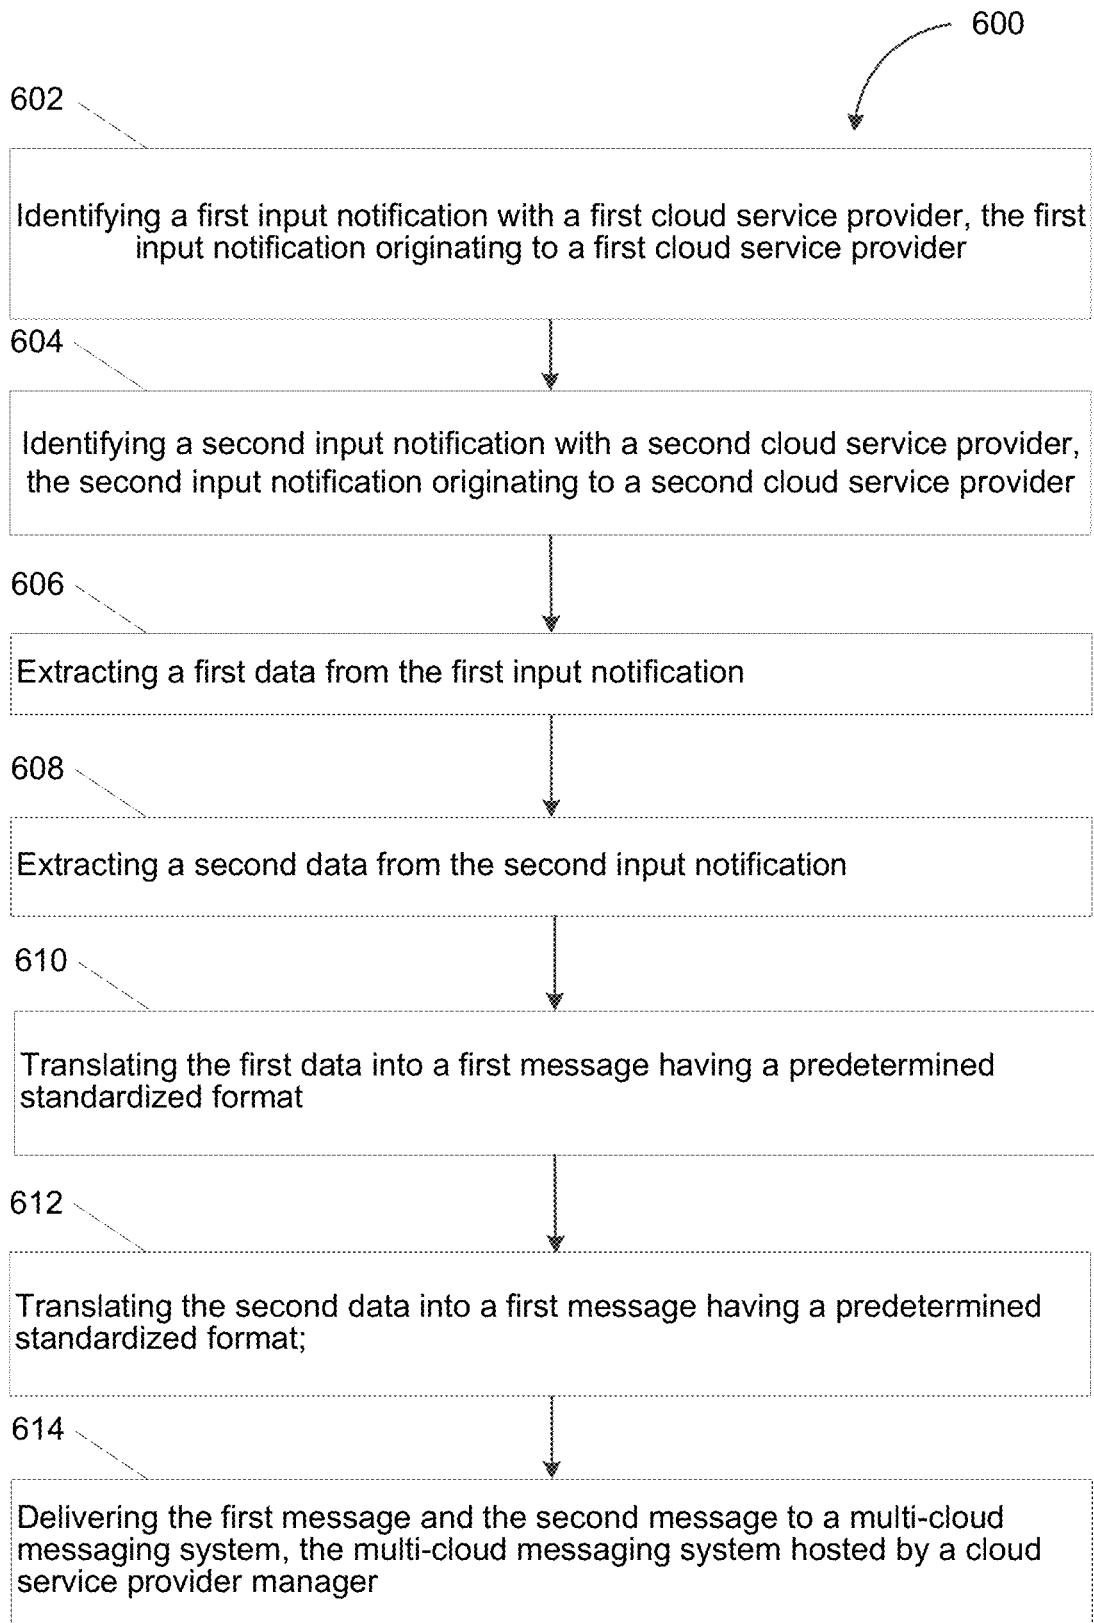 600
602
Identifying a first input notification with a first cloud service provider, the first
input notification originating to a first cloud service provider
604
Identifying a second input notification with a second cloud service provider,
the second input notification originating to a second cloud service provider
606
Extracting a first data from the first input notification
608
Extracting a second data from the second input notification
610
Translating the first data into a first message having a predetermined
standardized format
612
Translating the second data into a first message having a predetermined
standardized format;
614
Delivering the first message and the second message to a multi-cloud
messaging system, the multi-cloud messaging system hosted by a cloud
service provider manager